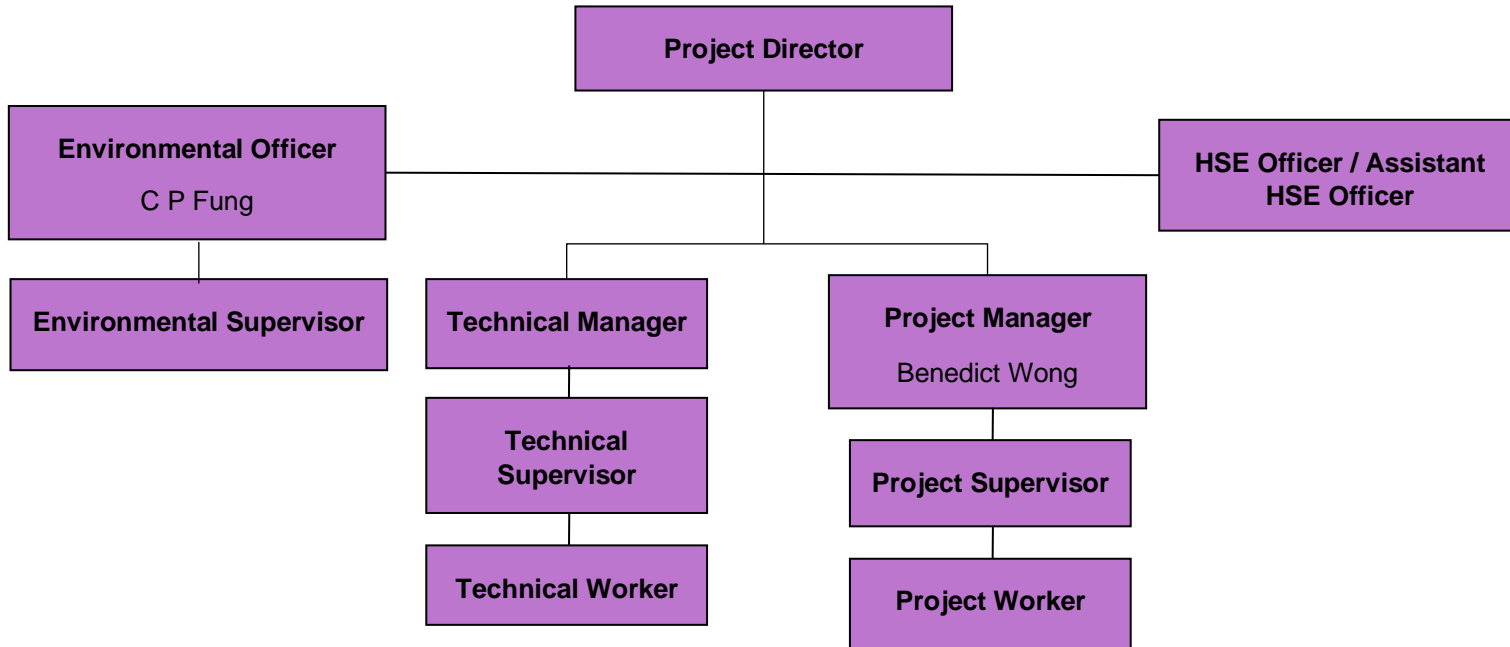 Project Director
Environmental Officer
C P Fung
HSE Officer / Assistant
HSE Officer
Environmental Supervisor
Technical Manager
Project Manager
Benedict Wong
Technical
Supervisor
Project Supervisor
Technical Worker
Project Worker